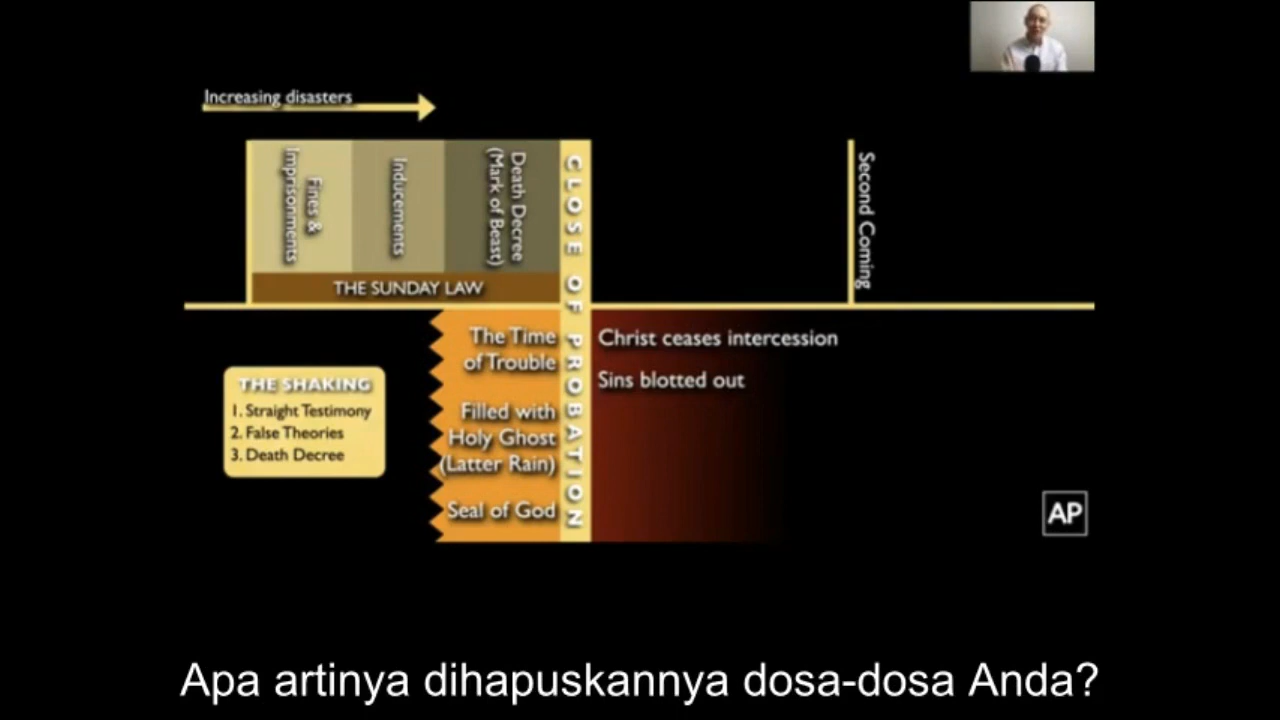 Increasing disasters
Fines &
Imprisonments
Inducements
Death Decree
(Mark of Beast)
CLOSE OF PROBATION
Second Coming
THE SUNDAY LAW
The Time
of Trouble
Filled with
Holy Ghost
(Latter Rain)
Seal of God
Christ ceases intercession
Sins blotted out
THE SHAKING
1. Straight Testimony
2. False Theories
3. Death Decree
AP
Apa artinya dihapuskannya dosa-dosa Anda?